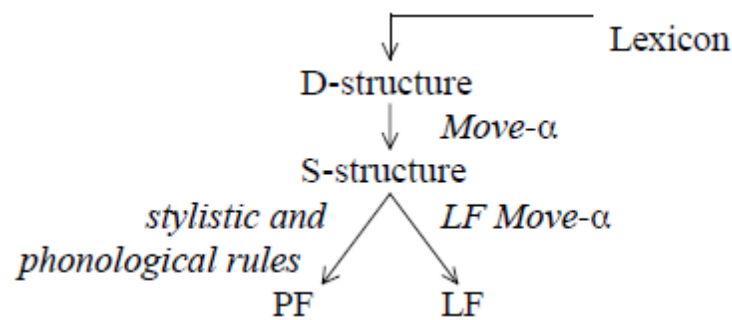 Lexicon
D-structure
Move-α
S-structure
stylistic and LF Move-α
phonological rules
PF LF